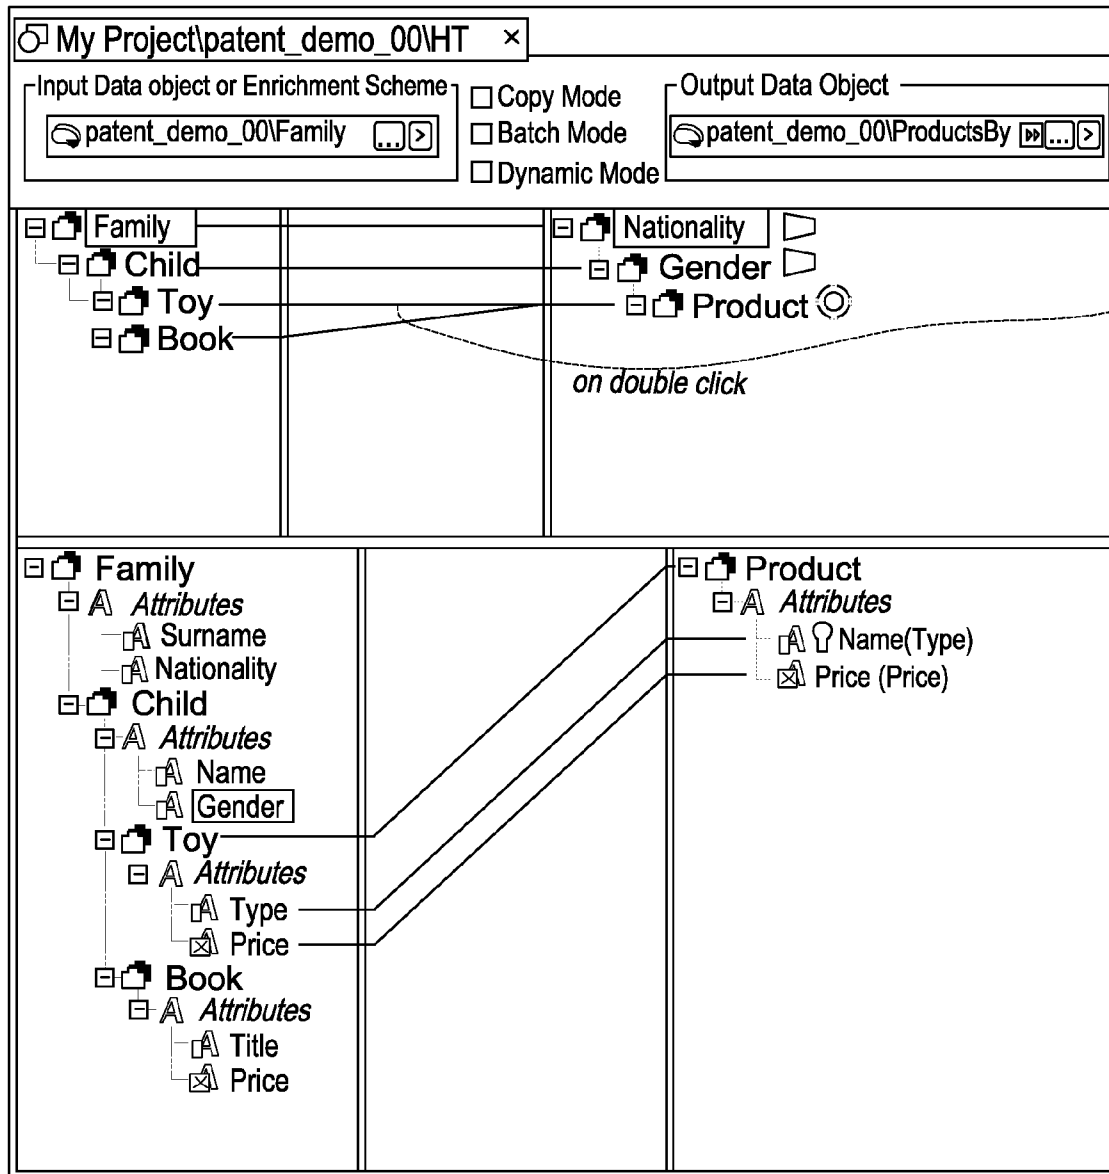 My Project\patent_demo_00\HT ×
Input Data object or Enrichment Scheme
patent_demo_00\Family ... >
Copy Mode
Batch Mode
Dynamic Mode
Output Data Object
patent_demo_00\ProductsBy ... >
Family
Child
Toy
Book
Nationality
Gender
Product
on double click
Family
A Attributes
A Surname
A Nationality
Child
A Attributes
A Name
A Gender
Toy
A Attributes
A Type
A Price
Book
A Attributes
A Title
A Price
Product
A Attributes
A Name(Type)
A Price (Price)